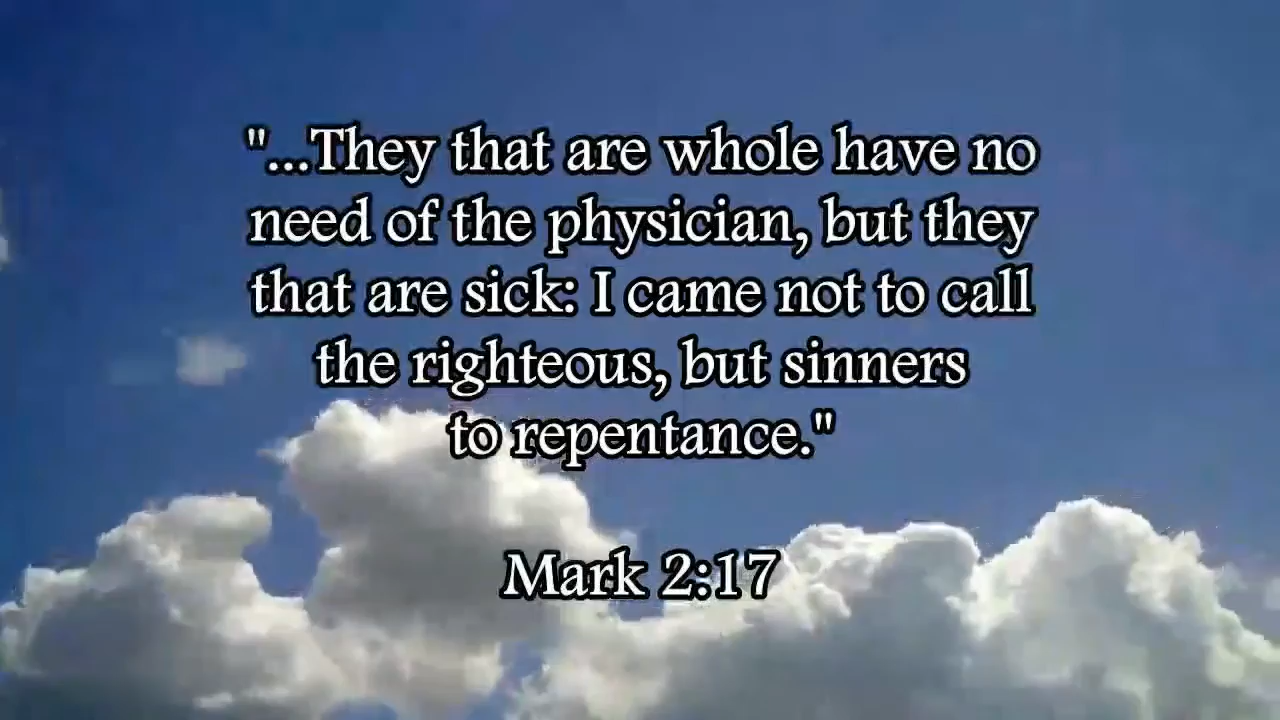 "...They that are whole have no
need of the physician, but they
that are sick: I came not to call
the righteous, but sinners
to repentance."
Mark 2:17